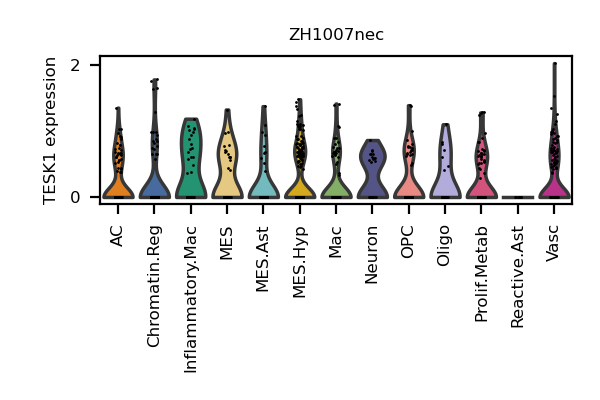 ZH1007nec
TESK1 expression
2
0
AC
Chromatin.Reg
Inflammatory.Mac
MES
MES.Ast
MES.Hyp
Mac
Neuron
OPC
Oligo
Prolif.Metab
Reactive.Ast
Vasc